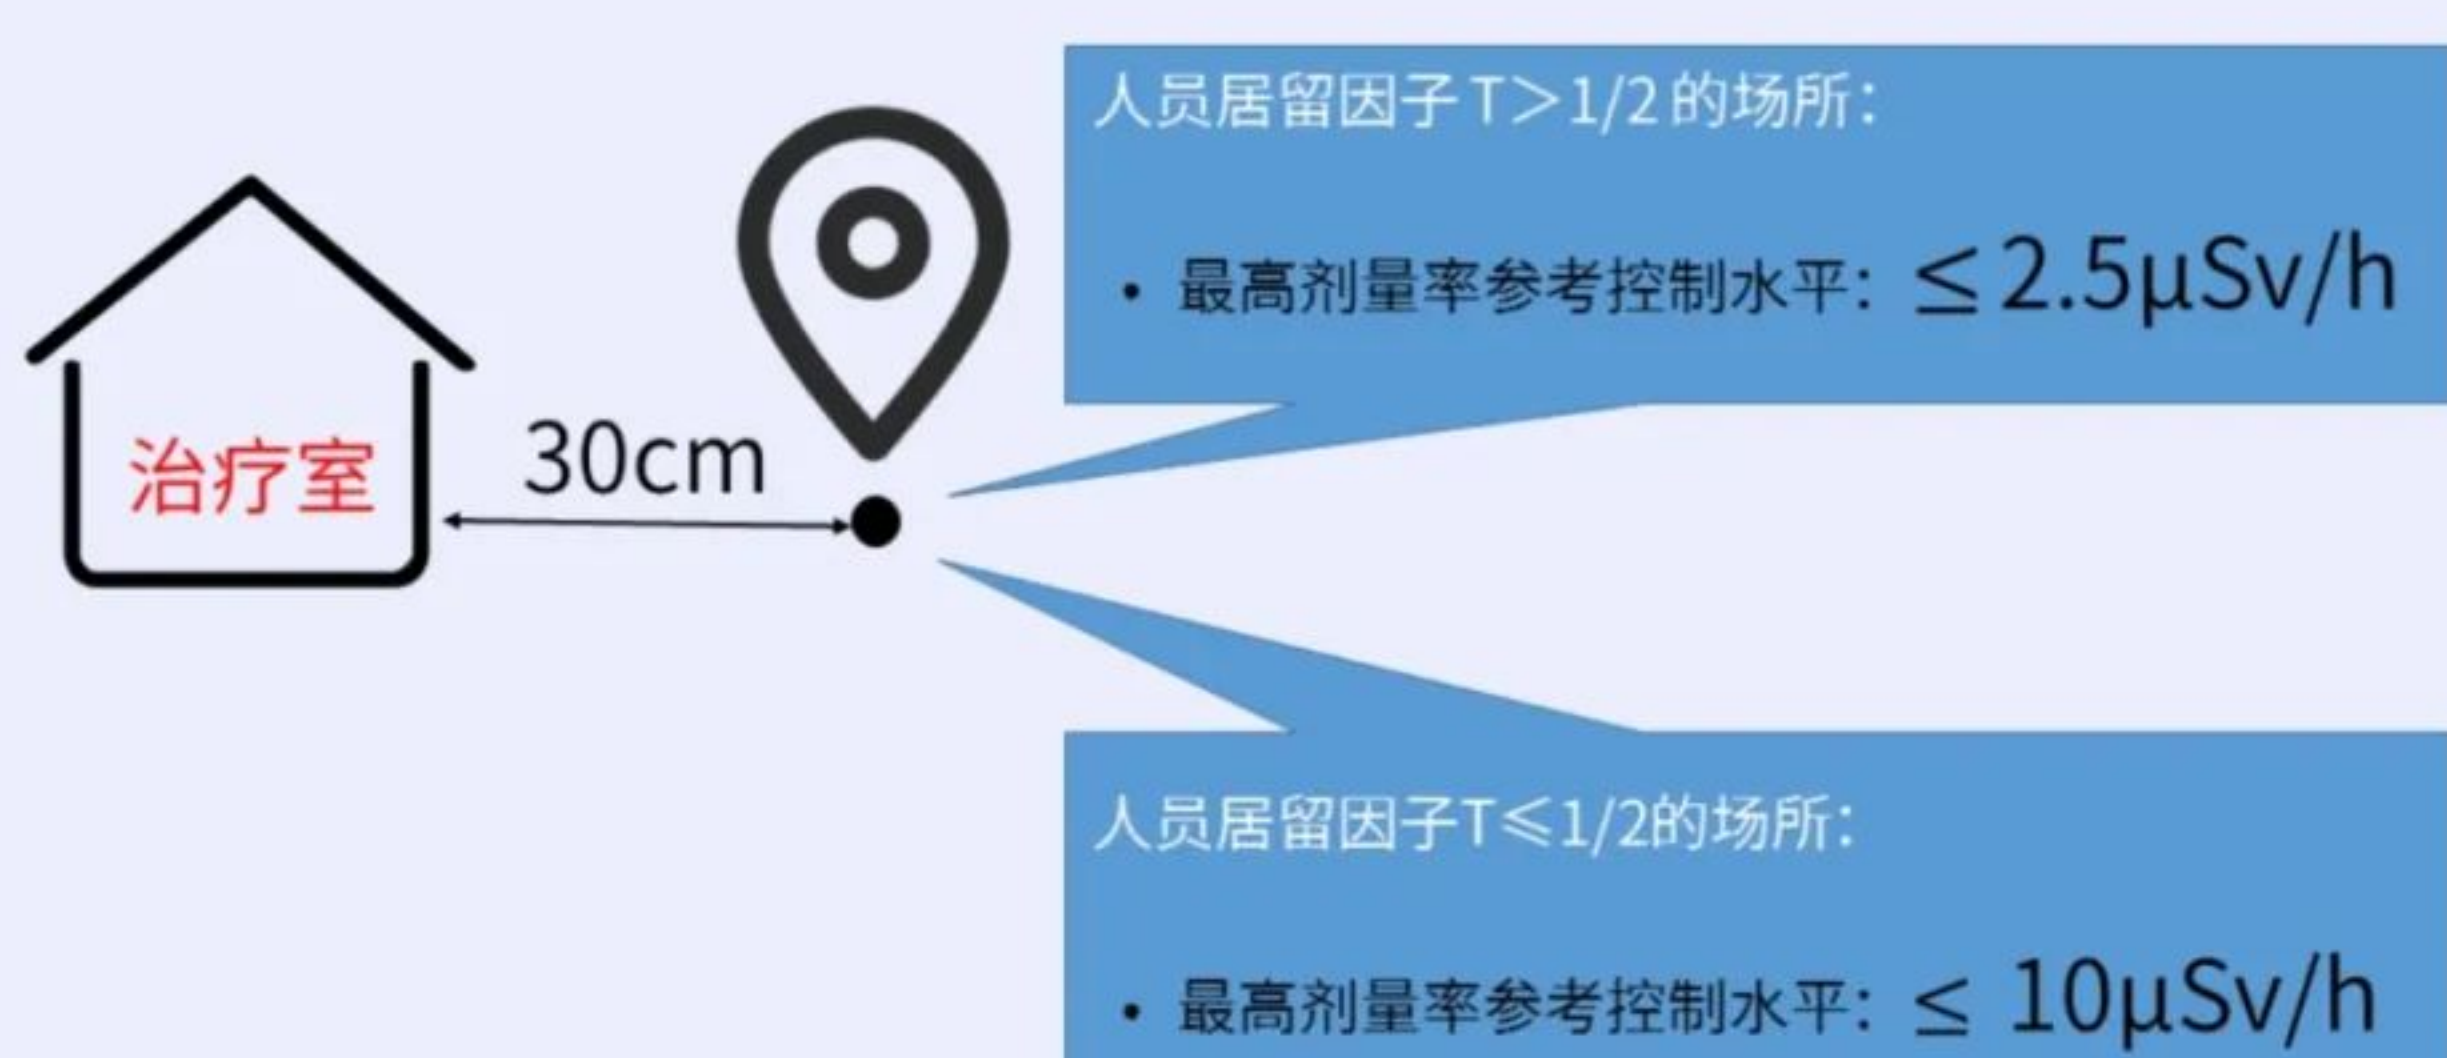 人员居留因子T＞1/2的场所：
• 最高剂量率参考控制水平：≤2.5μSv/h
30cm
治疗室
人员居留因子T≤1/2的场所：
• 最高剂量率参考控制水平：≤ 10μSv/h